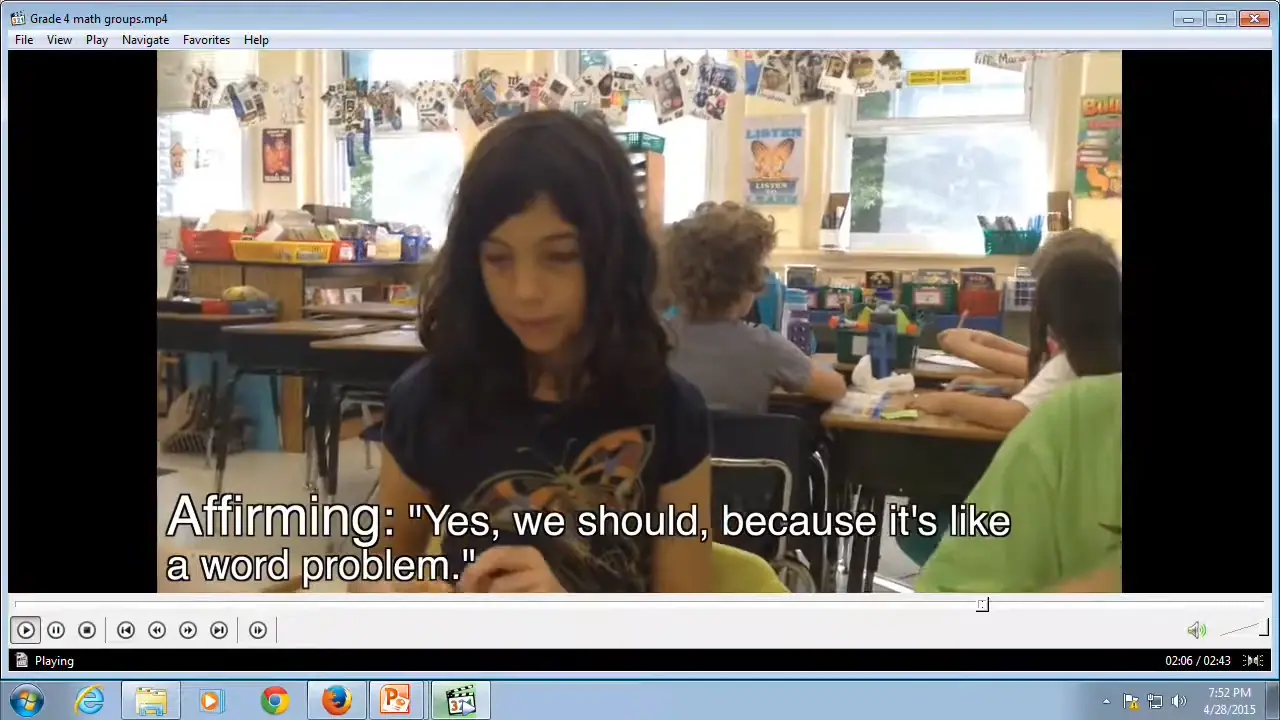 Grade 4 math groups.mp4
File View Play Navigate Favorites Help
LISTEN
LISTEN
Affirming: "Yes, we should, because it's like
a word problem."
Playing
02:06 / 02:43
7:52 PM
4/28/2015